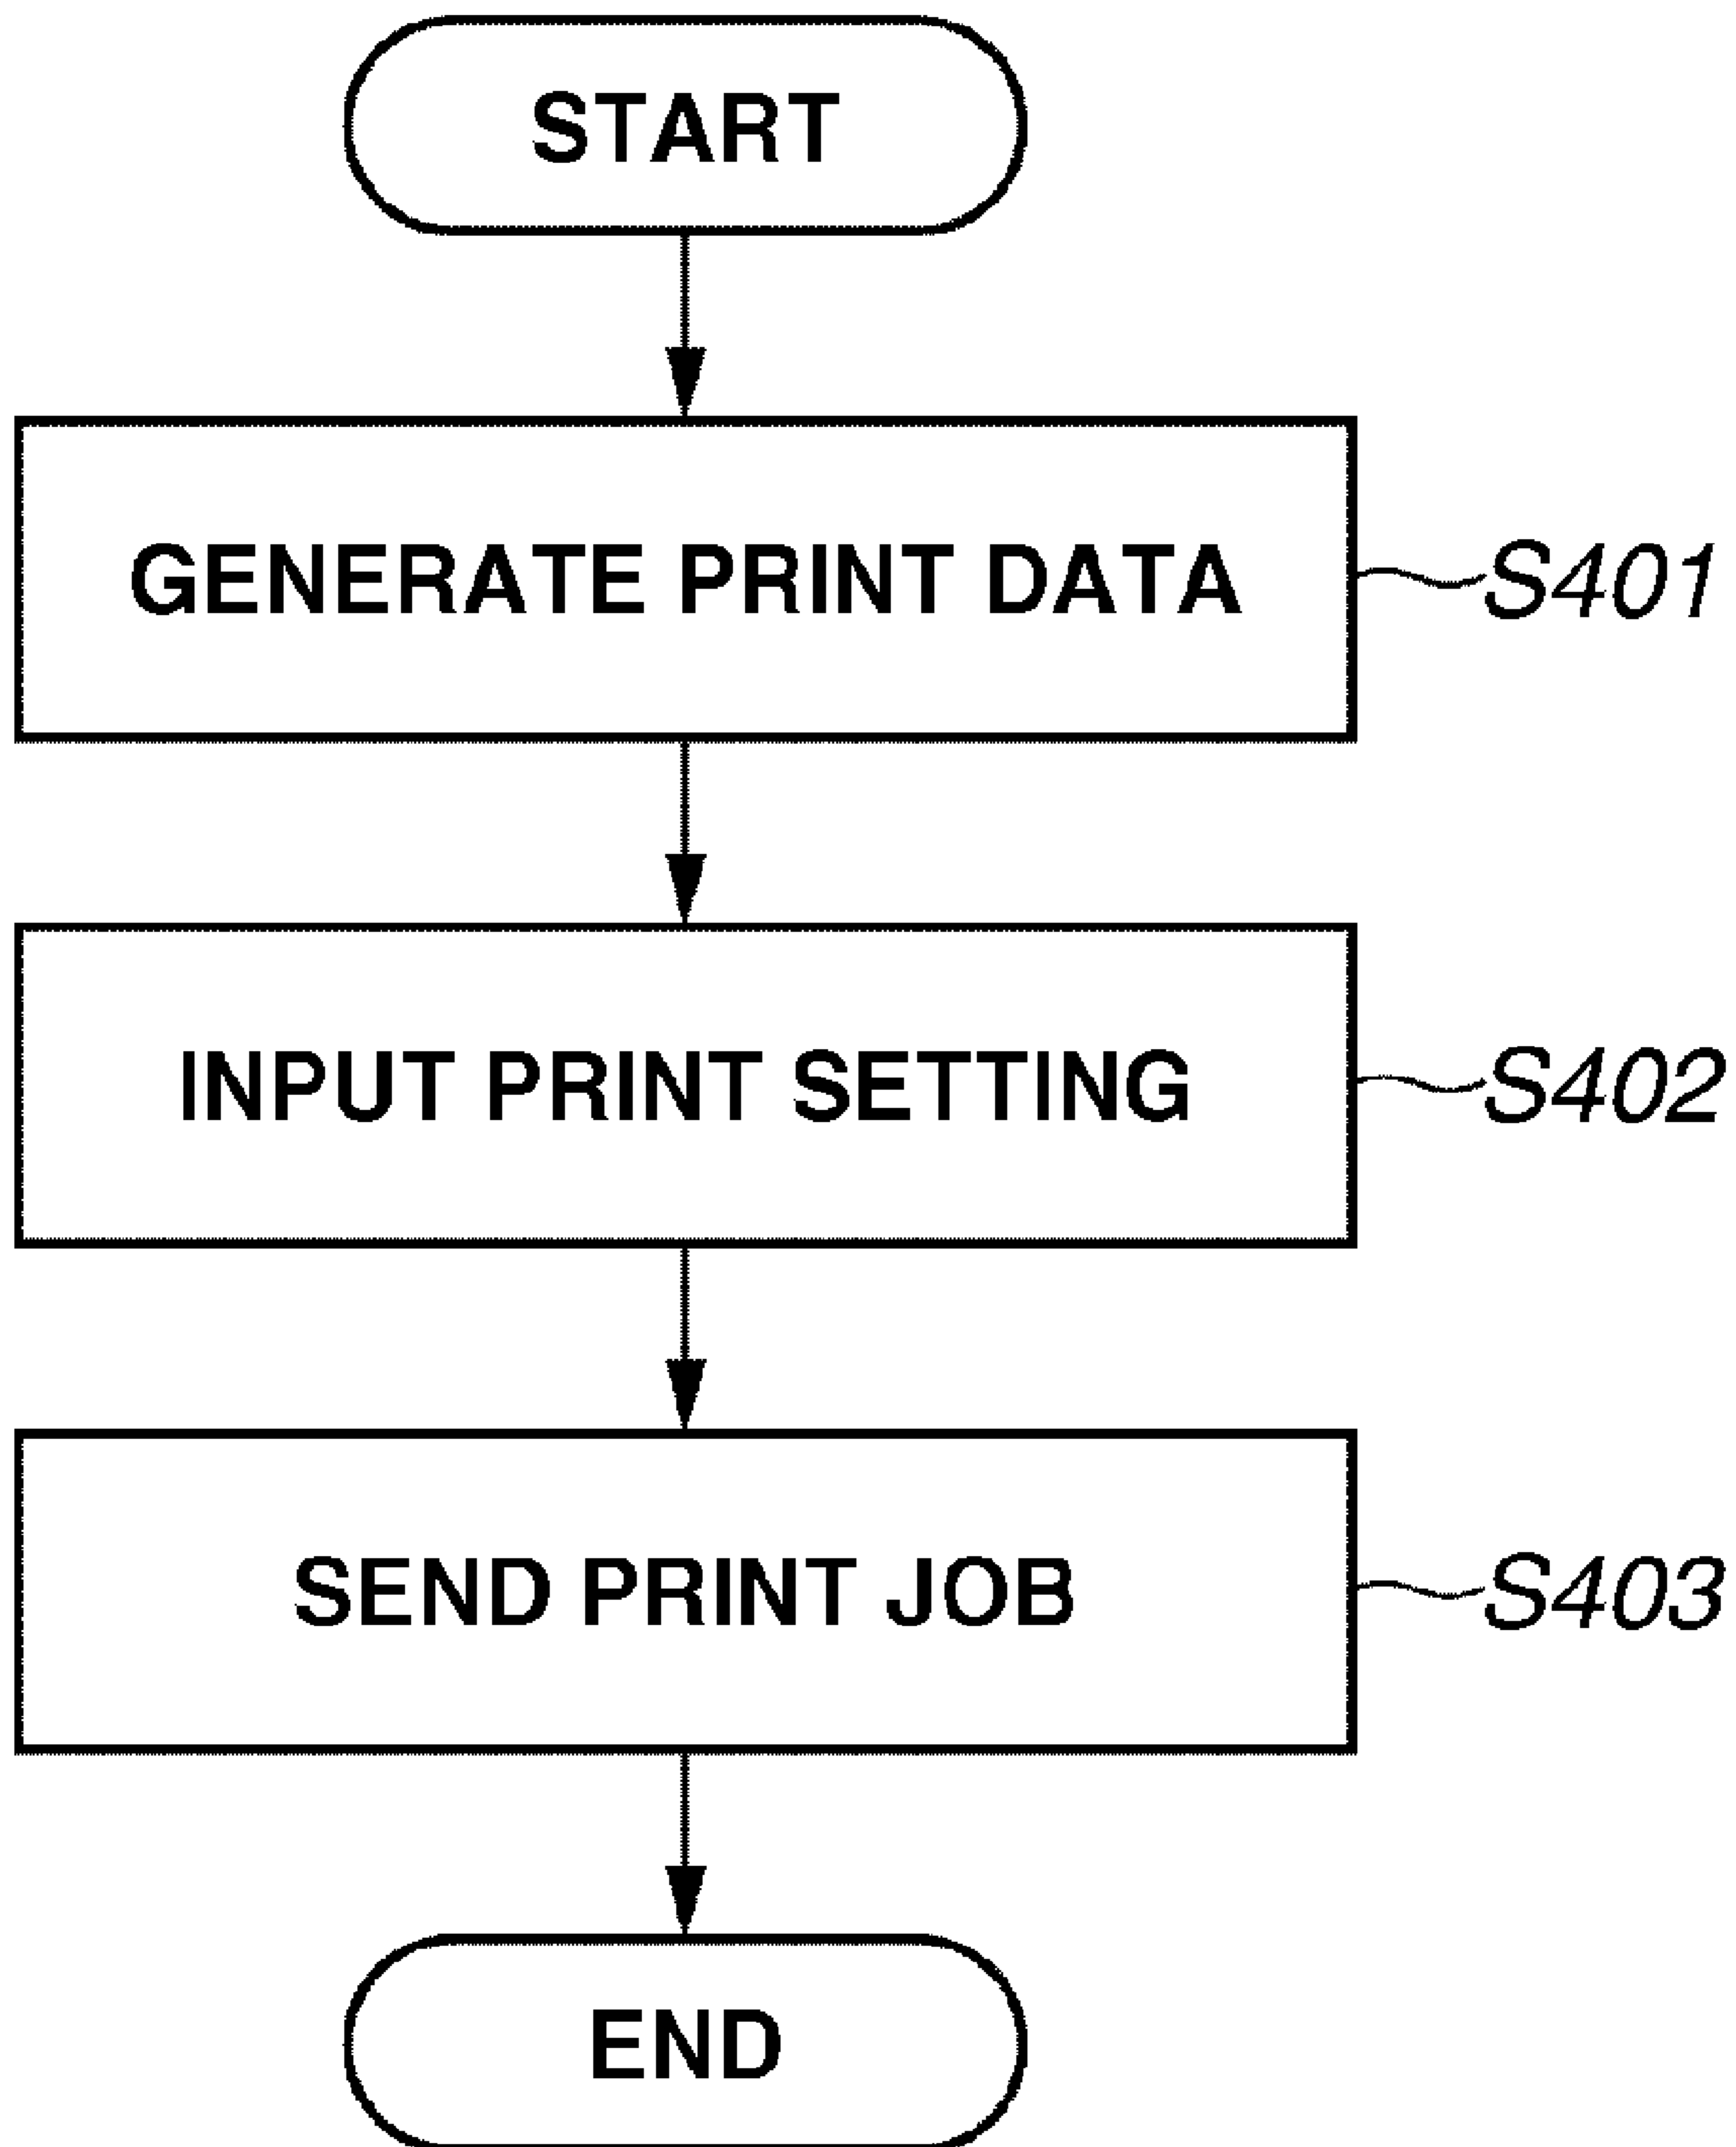 START
GENERATE PRINT DATA
S401
INPUT PRINT SETTING
S402
SEND PRINT JOB
S403
END